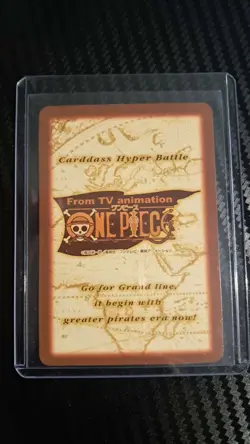 Carddass Hyper Battle
From TV animation
ワンピース
ONE PIECE
Go for Grand line,
it begin with
greater pirates era now!